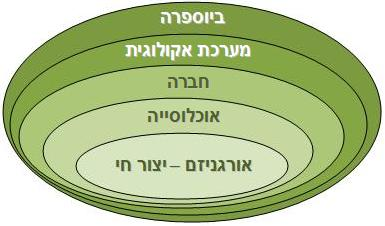 ביוספרה
מערכת אקולוגית
חברה
אוכלוסייה
אורגניזם – יצור חי